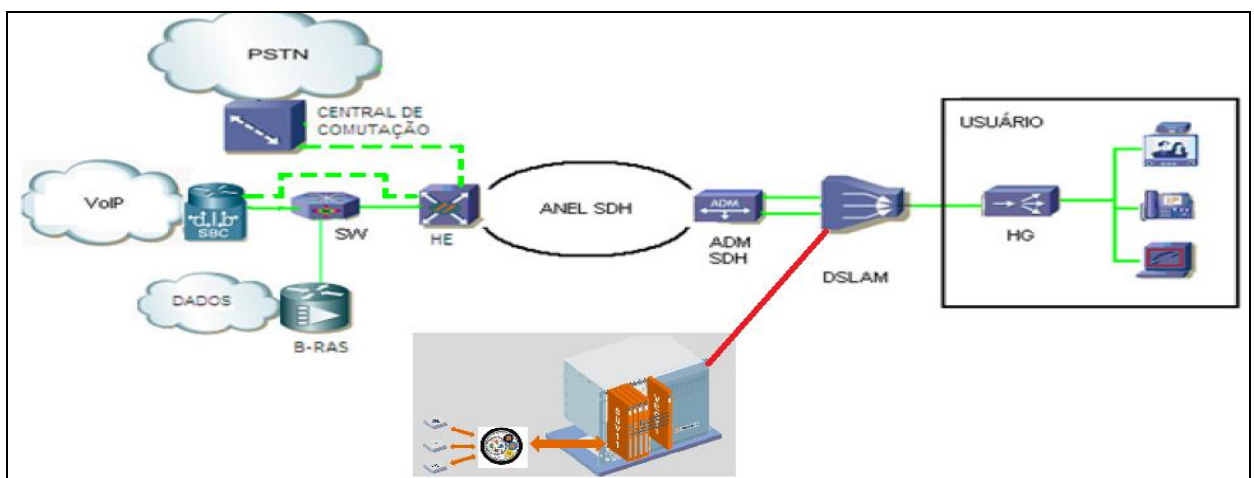 PSTN
CENTRAL DE
COMUTAÇÃO
USUÁRIO
VoIP
SBC
SW
HE
ANEL SDH
ADM
ADM
SDH
DSLAM
HG
DADOS
B-RAS